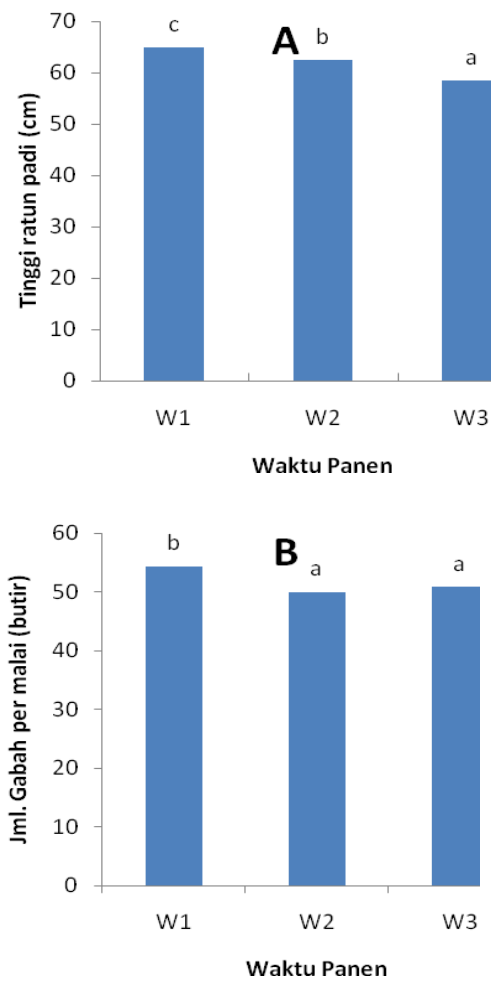 A
Tinggi ratun padi (cm)
70
60
50
40
30
20
10
0
c
b
a
W1 W2 W3
Waktu Panen
B
Jml. Gabah per malai (butir)
60
50
40
30
20
10
0
b
a
a
W1 W2 W3
Waktu Panen